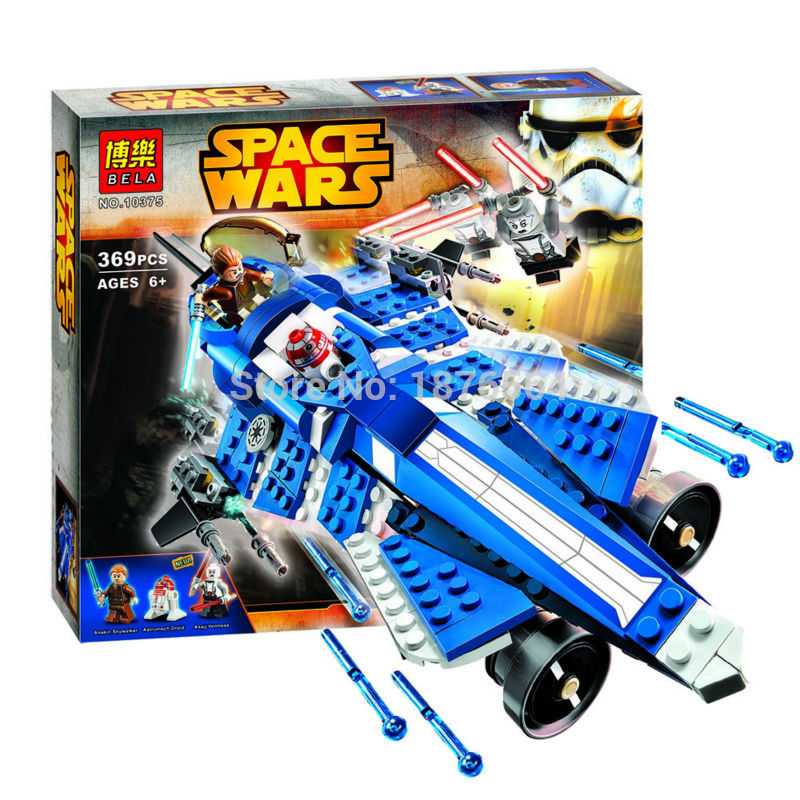 博樂
BELA
NO.10375
SPACE
WARS
SPACE
WARS
369PCS
AGES 6+
Store No:
NEW!
Anakin Skywalker
Astromech Droid
Asajj Ventress